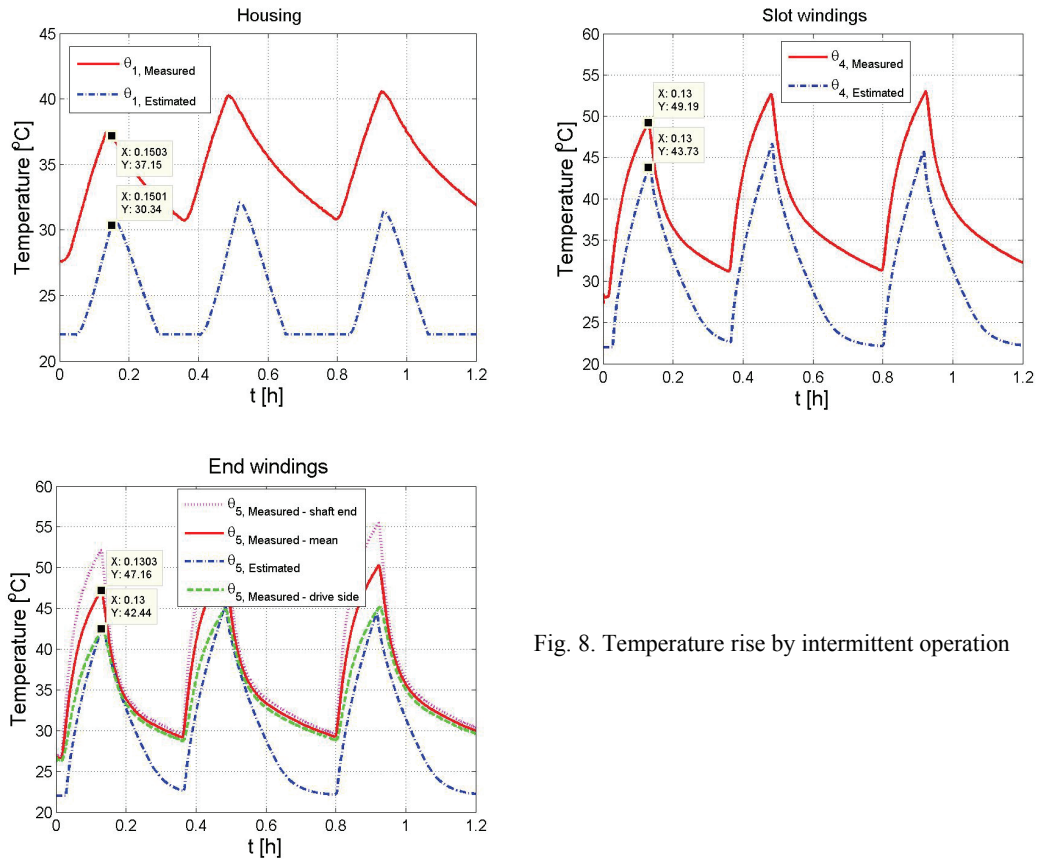 Housing
Temperature [ºC]
45
40
35
30
25
20
θ1, Measured
θ1, Estimated
X: 0.1503
Y: 37.15
X: 0.1501
Y: 30.34
0 0.2 0.4 0.6 0.8 1 1.2
t [h]
Slot windings
Temperature [ºC]
60
55
50
45
40
35
30
25
20
θ4, Measured
θ4, Estimated
X: 0.13
Y: 49.19
X: 0.13
Y: 43.73
0 0.2 0.4 0.6 0.8 1 1.2
t [h]
End windings
Temperature [ºC]
60
55
50
45
40
35
30
25
20
θ5, Measured - shaft end
θ5, Measured - mean
θ5, Estimated
θ5, Measured - drive side
X: 0.1303
Y: 47.16
X: 0.13
Y: 42.44
0 0.2 0.4 0.6 0.8 1 1.2
t [h]
Fig. 8. Temperature rise by intermittent operation